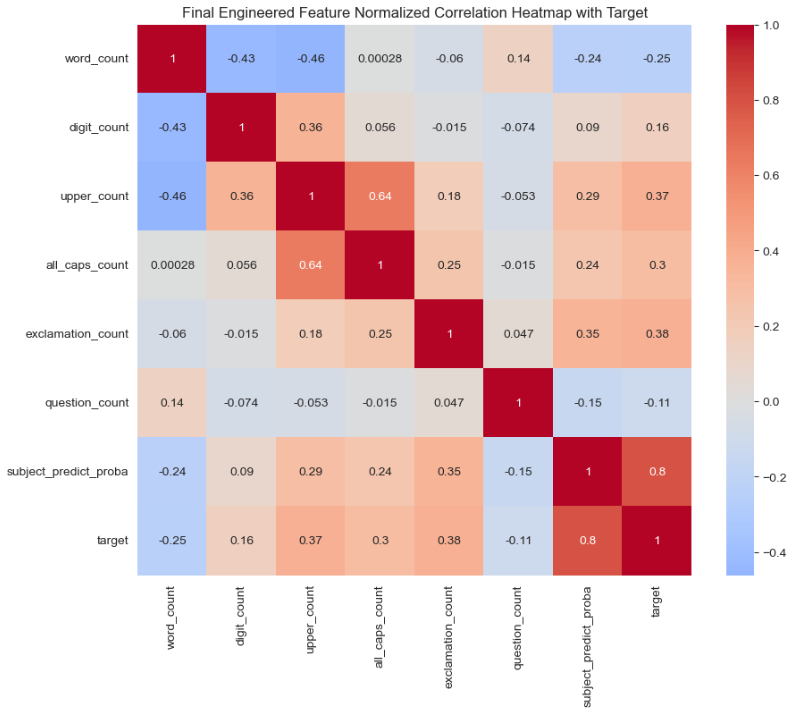 Final Engineered Feature Normalized Correlation Heatmap with Target
word_count 1 -0.43 -0.46 0.00028 -0.06 0.14 -0.24 -0.25
digit_count -0.43 1 0.36 0.056 -0.015 -0.074 0.09 0.16
upper_count -0.46 0.36 1 0.64 0.18 -0.053 0.29 0.37
all_caps_count 0.00028 0.056 0.64 1 0.25 -0.015 0.24 0.3
exclamation_count -0.06 -0.015 0.18 0.25 1 0.047 0.35 0.38
question_count 0.14 -0.074 -0.053 -0.015 0.047 1 -0.15 -0.11
subject_predict_proba -0.24 0.09 0.29 0.24 0.35 -0.15 1 0.8
target -0.25 0.16 0.37 0.3 0.38 -0.11 0.8 1
word_count
digit_count
upper_count
all_caps_count
exclamation_count
question_count
subject_predict_proba
target
1.0
0.8
0.6
0.4
0.2
0.0
−0.2
−0.4